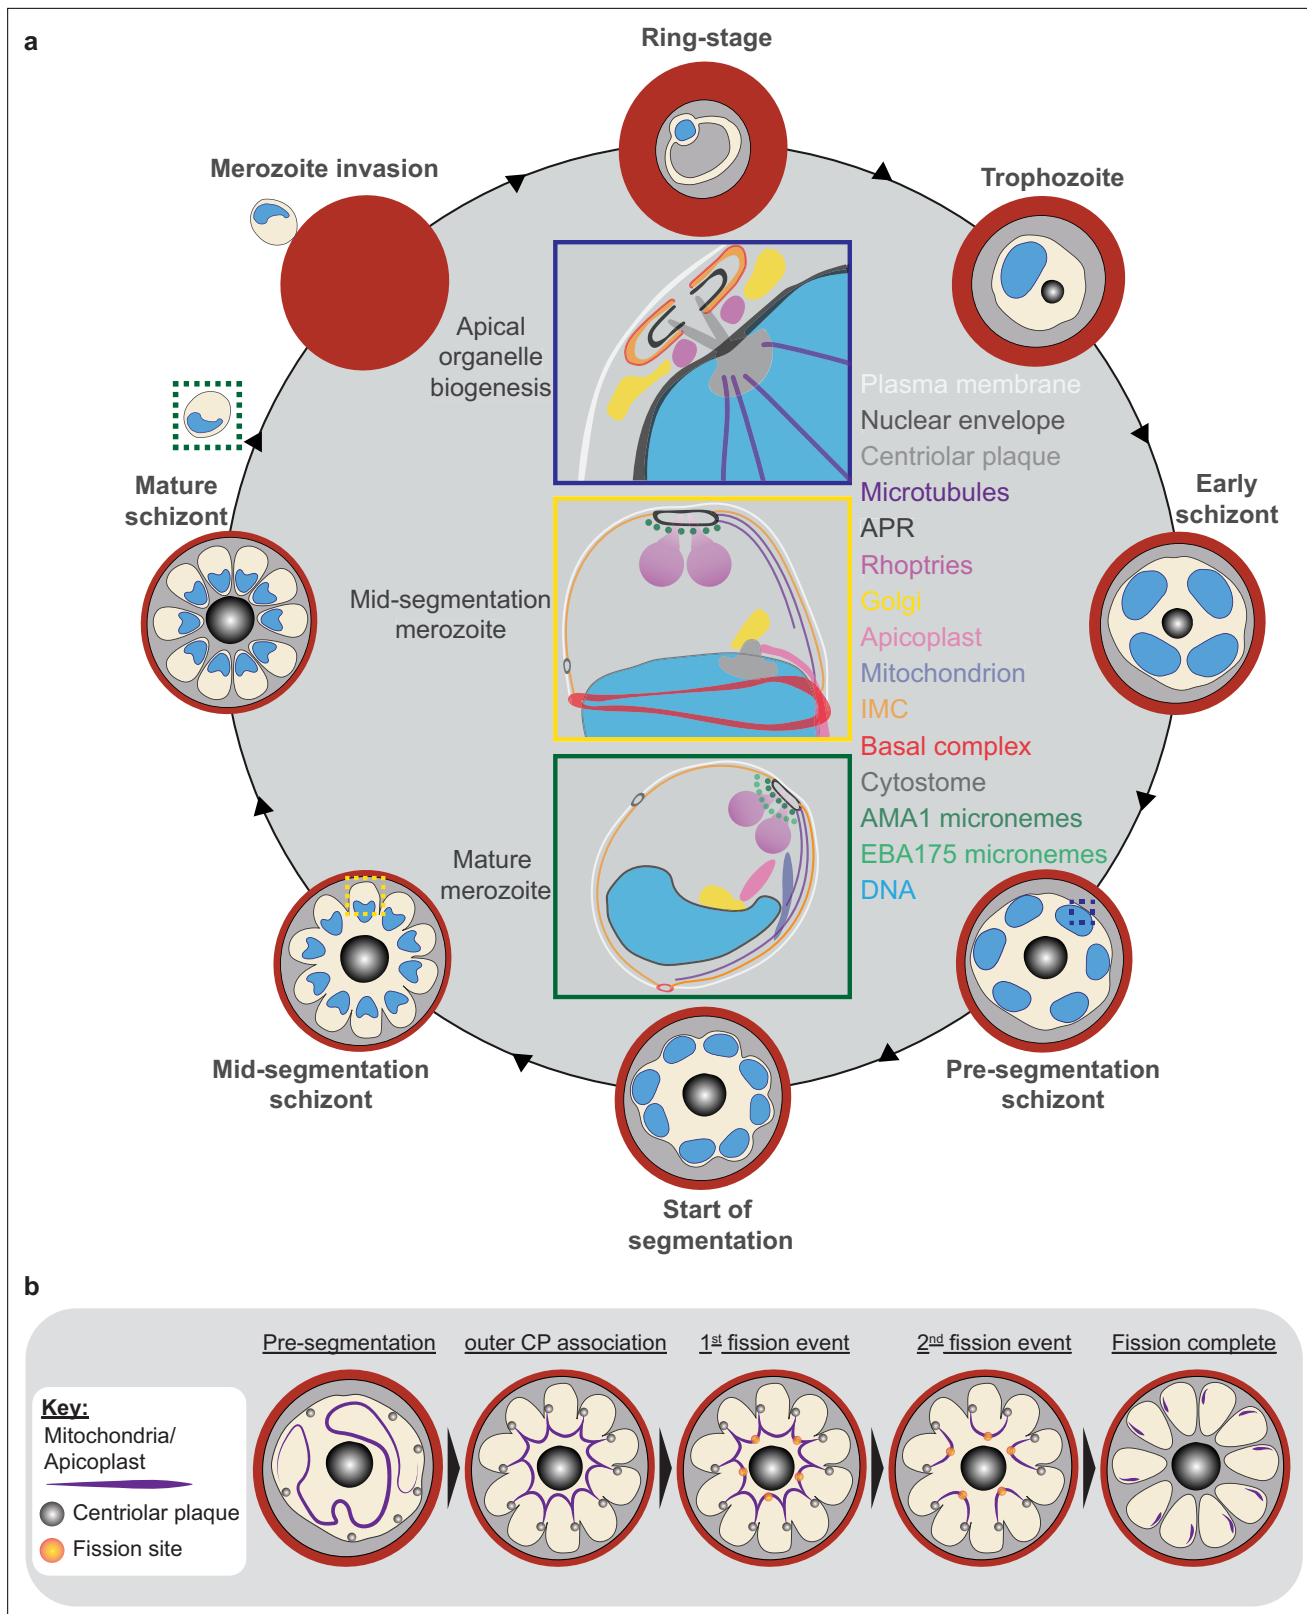 a
Ring-stage
Merozoite invasion
Trophozoite
Apical
organelle
biogenesis
Plasma membrane
Nuclear envelope
Centriolar plaque
Microtubules
APR
Rhoptries
Golgi
Apicoplast
Mitochondrion
IMC
Basal complex
Cytostome
AMA1 micronemes
EBA175 micronemes
DNA
Early
schizont
Mature
schizont
Mid-segmentation
merozoite
Mature
merozoite
Mid-segmentation
schizont
Pre-segmentation
schizont
Start of
segmentation
b
Pre-segmentation
outer CP association
1st fission event
2nd fission event
Fission complete
Key:
Mitochondria/
Apicoplast
Centriolar plaque
Fission site